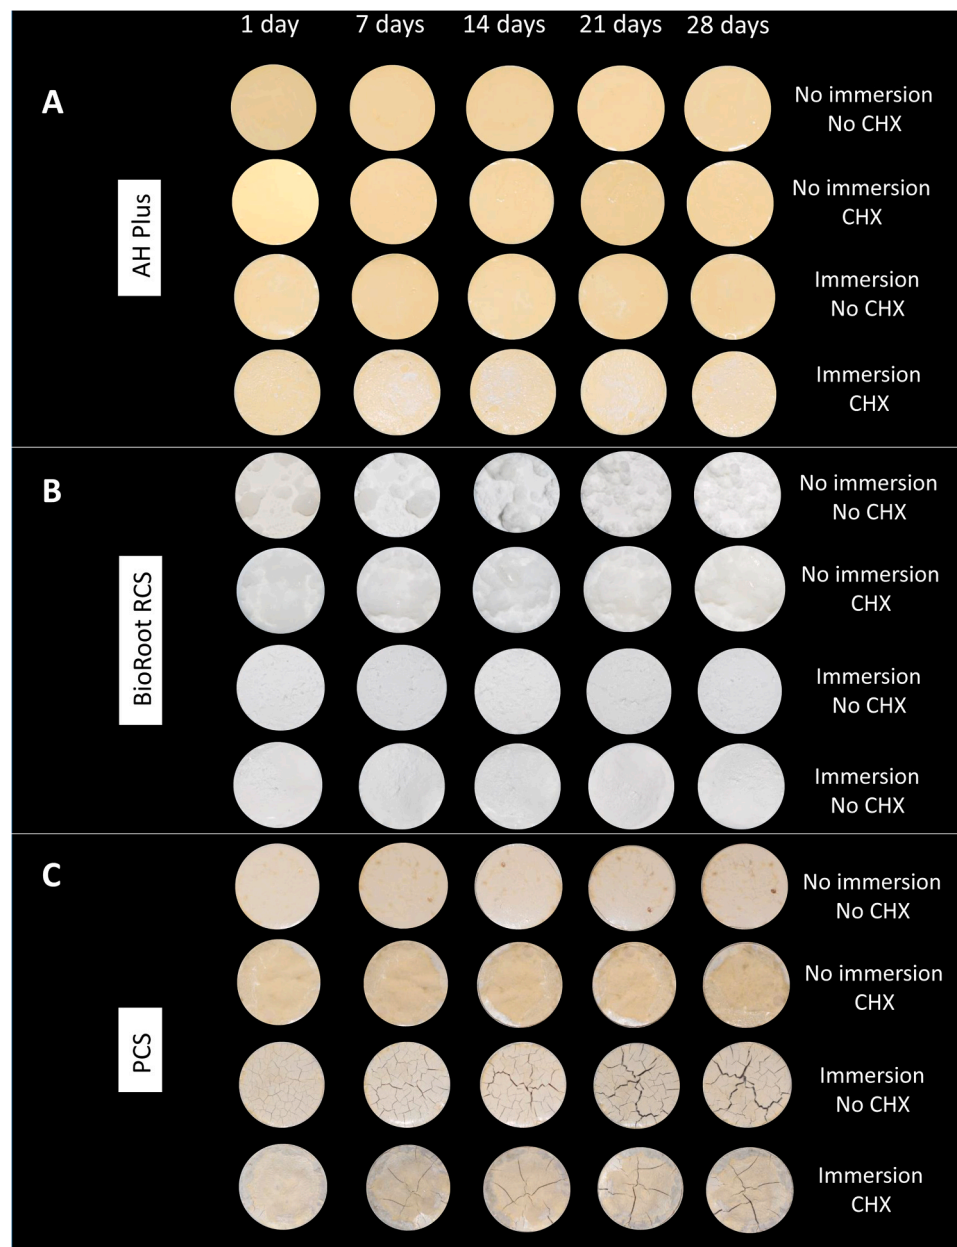 1 day 7 days 14 days 21 days 28 days
A
AH Plus
No immersion
No CHX
No immersion
CHX
Immersion
No CHX
Immersion
CHX
B
BioRoot RCS
No immersion
No CHX
No immersion
CHX
Immersion
No CHX
Immersion
No CHX
C
PCS
No immersion
No CHX
No immersion
CHX
Immersion
No CHX
Immersion
CHX